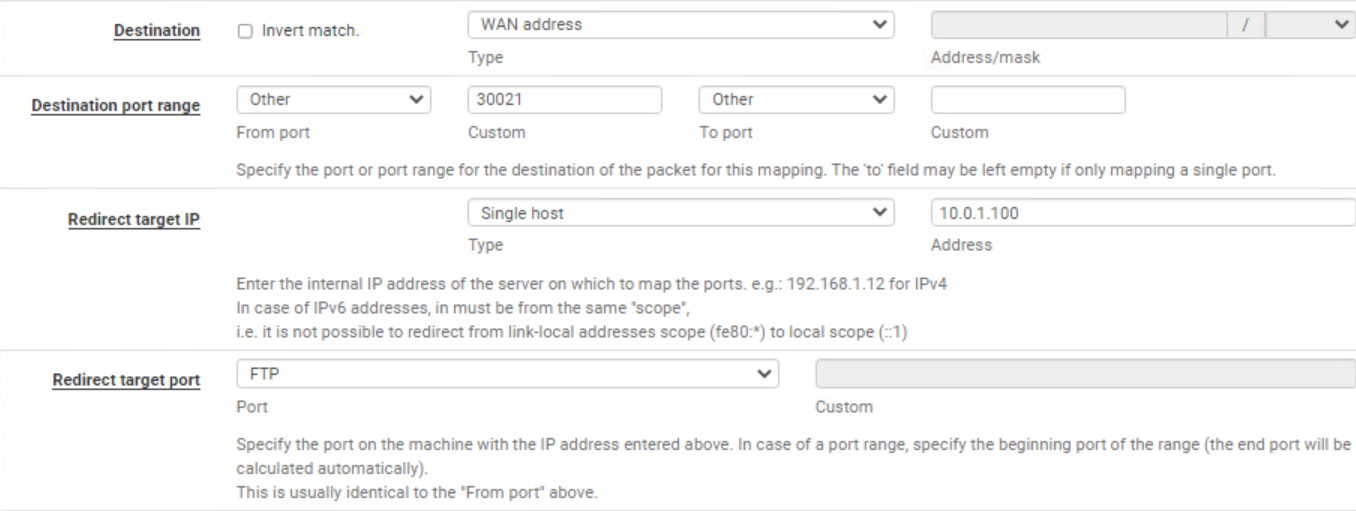 Destination
Invert match.
WAN address
/
Type
Address/mask
Destination port range
Other
30021
Other
From port
Custom
To port
Custom
Specify the port or port range for the destination of the packet for this mapping. The 'to' field may be left empty if only mapping a single port.
Redirect target IP
Single host
10.0.1.100
Type
Address
Enter the internal IP address of the server on which to map the ports. e.g.: 192.168.1.12 for IPv4
In case of IPv6 addresses, in must be from the same "scope",
i.e. it is not possible to redirect from link-local addresses scope (fe80:*) to local scope (::1)
Redirect target port
FTP
Port
Custom
Specify the port on the machine with the IP address entered above. In case of a port range, specify the beginning port of the range (the end port will be
calculated automatically).
This is usually identical to the "From port" above.